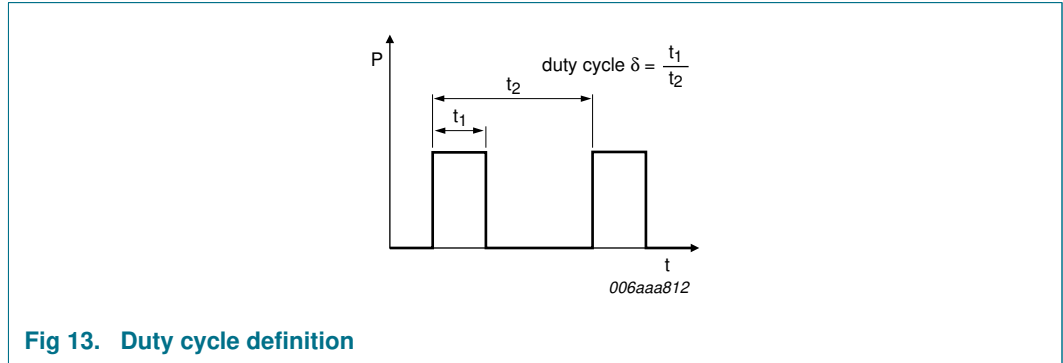 P
duty cycle δ = t1
t2
t2
t1
t
006aaa812
Fig 13. Duty cycle definition